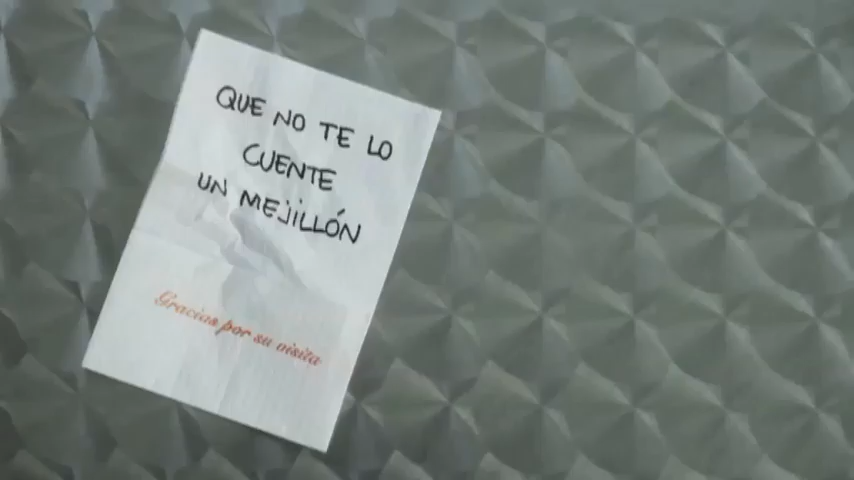 QUE NO TE LO
CUENTE
UN MEJILLÓN
Gracias por su visita